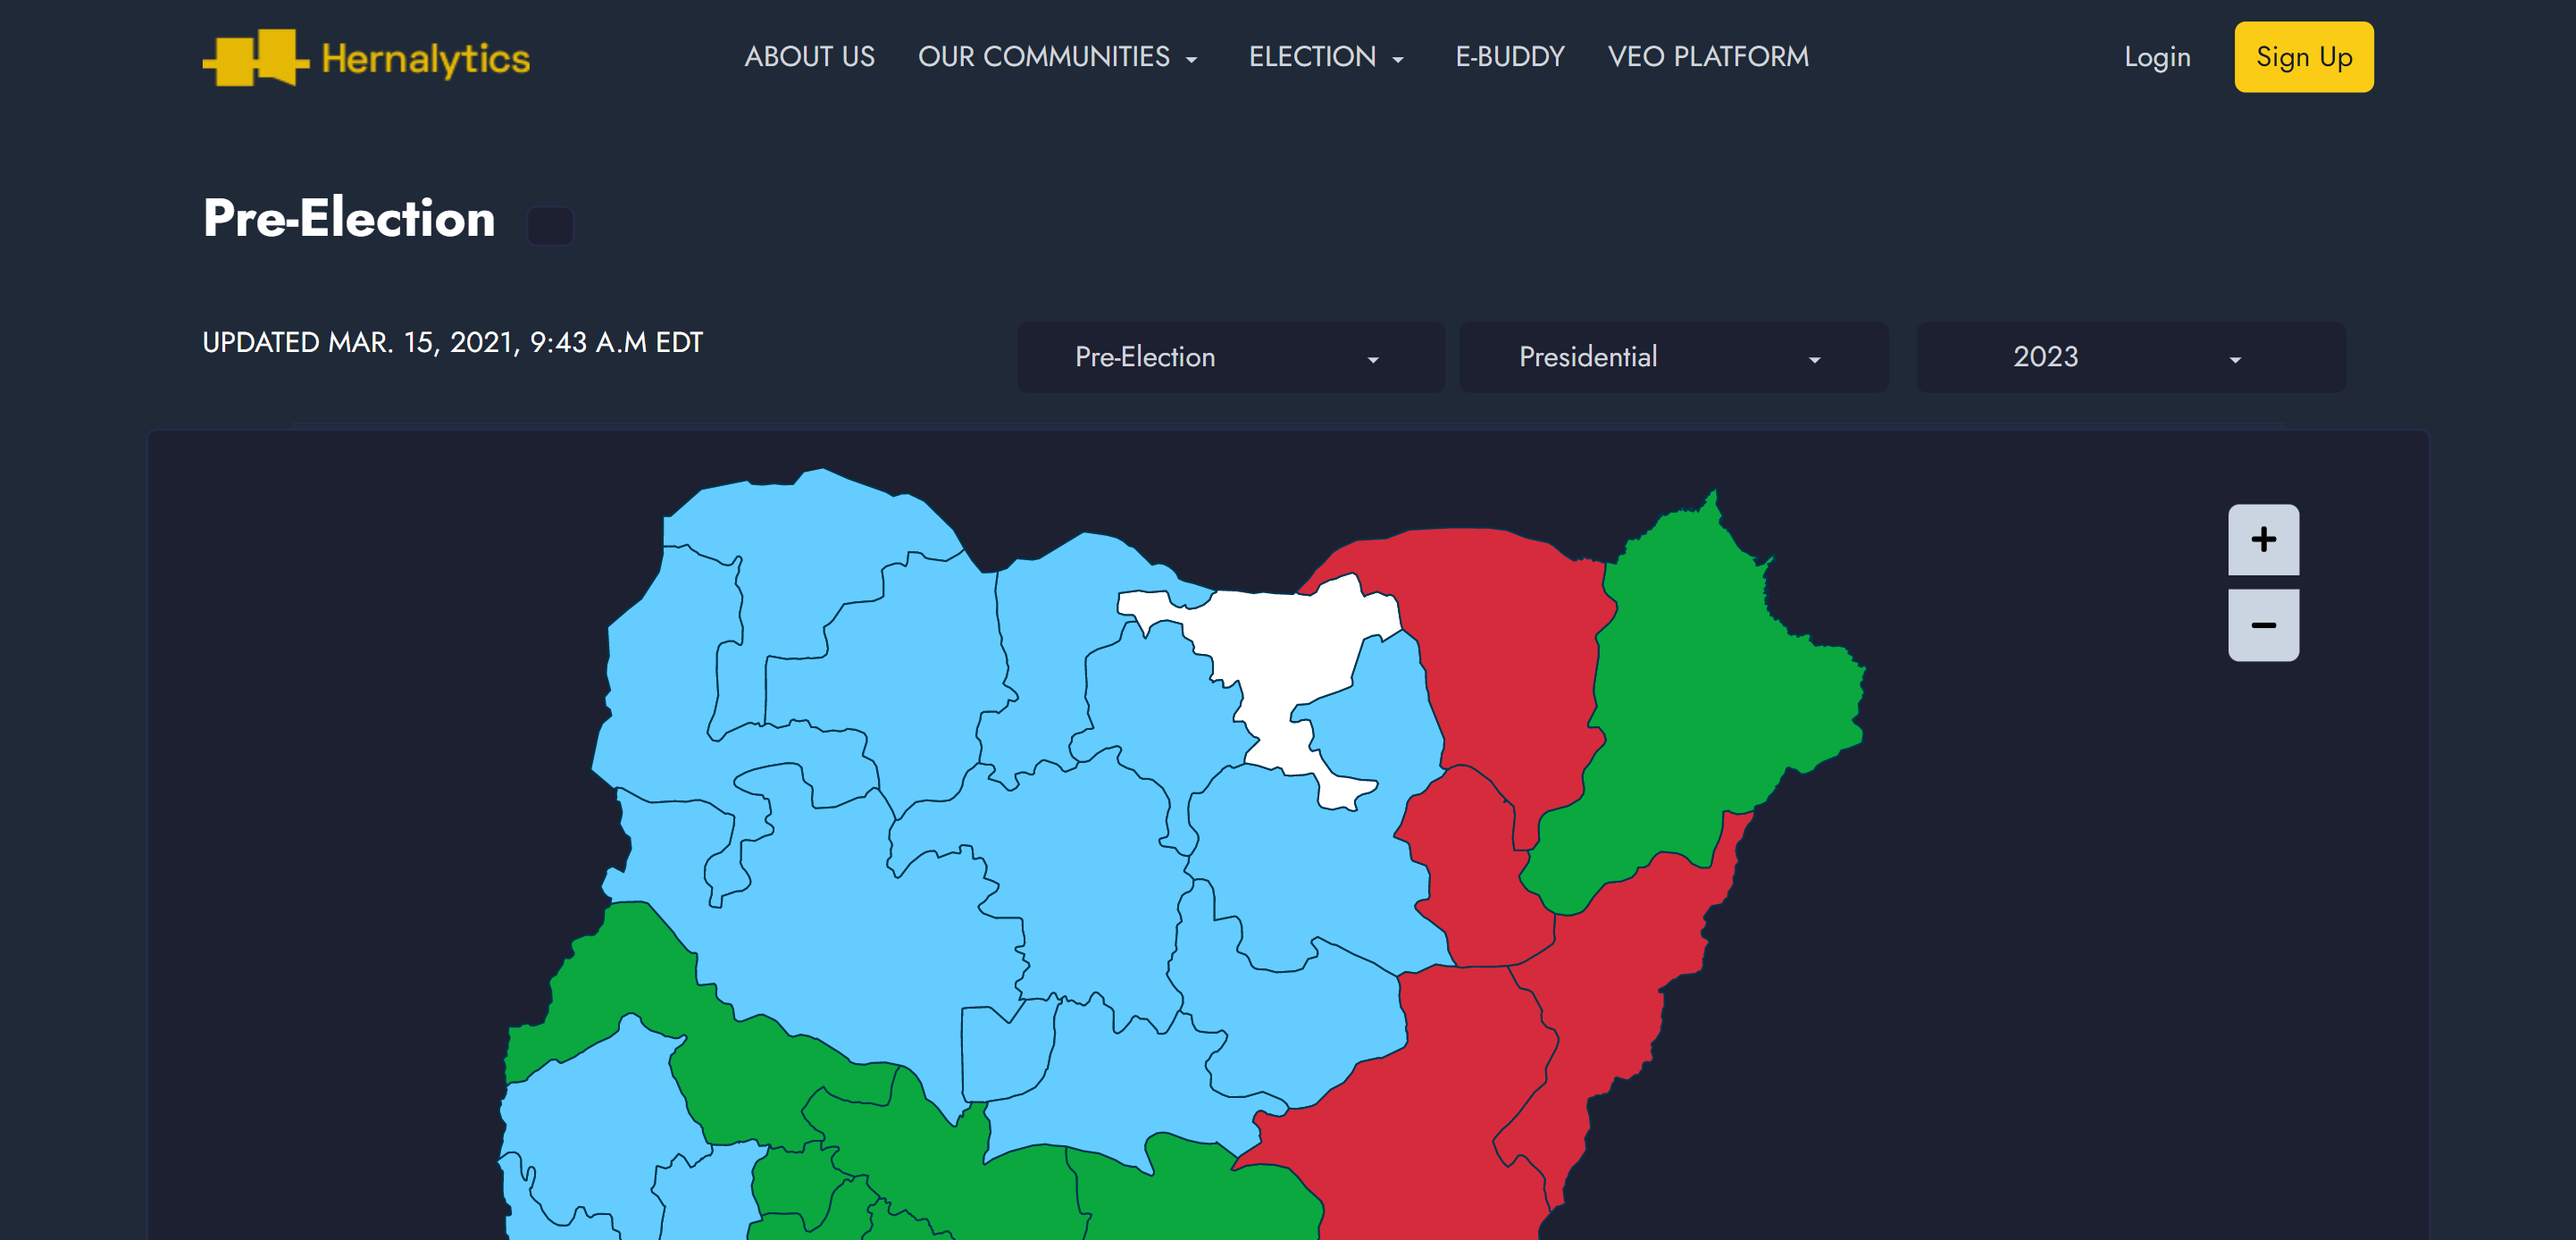 Hernalytics
ABOUT US
OUR COMMUNITIES
ELECTION
E-BUDDY
VEO PLATFORM
Login
Sign Up
Pre-Election
UPDATED MAR. 15, 2021, 9:43 A.M EDT
Pre-Election
Presidential
2023
+
−